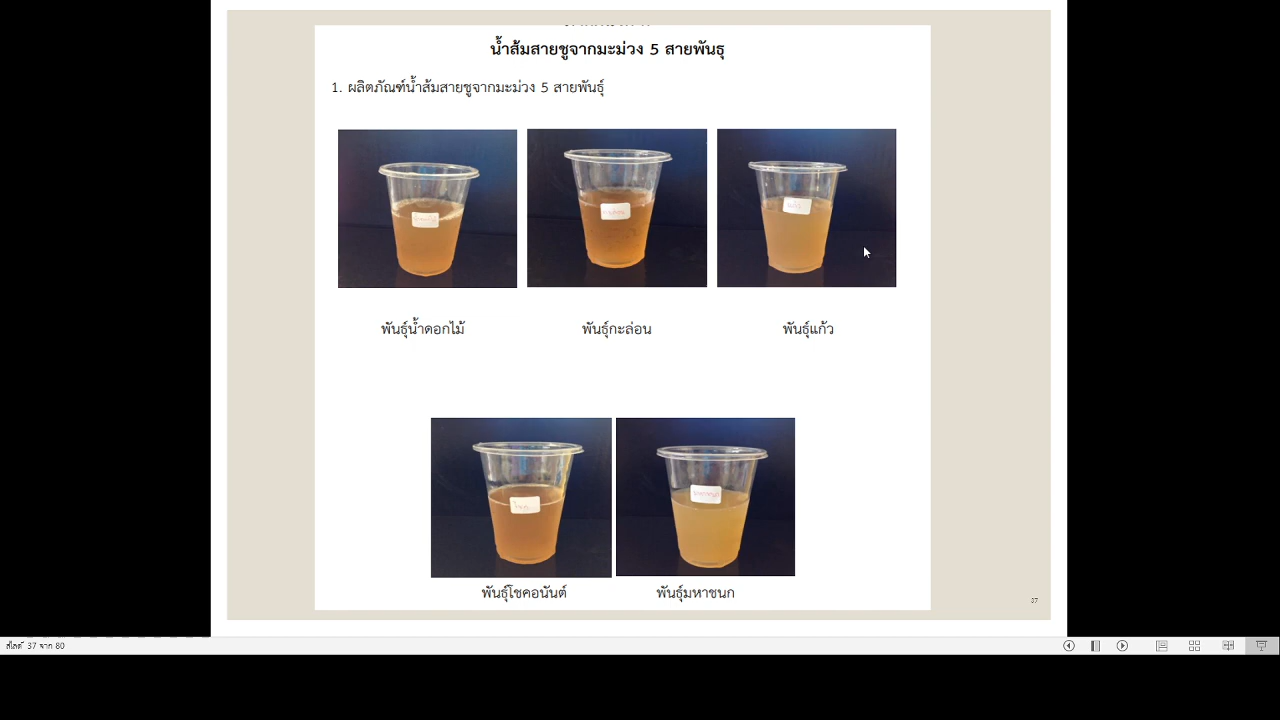 น้ำส้มสายชูจากมะม่วง 5 สายพันธุ
1. ผลิตภัณฑ์น้ำส้มสายชูจากมะม่วง 5 สายพันธุ์
พันธุ์น้ำดอกไม้ พันธุ์กะล่อน พันธุ์แก้ว
พันธุ์โชคอนันต์ พันธุ์มหาชนก
37
สไลด์ 37 จาก 80